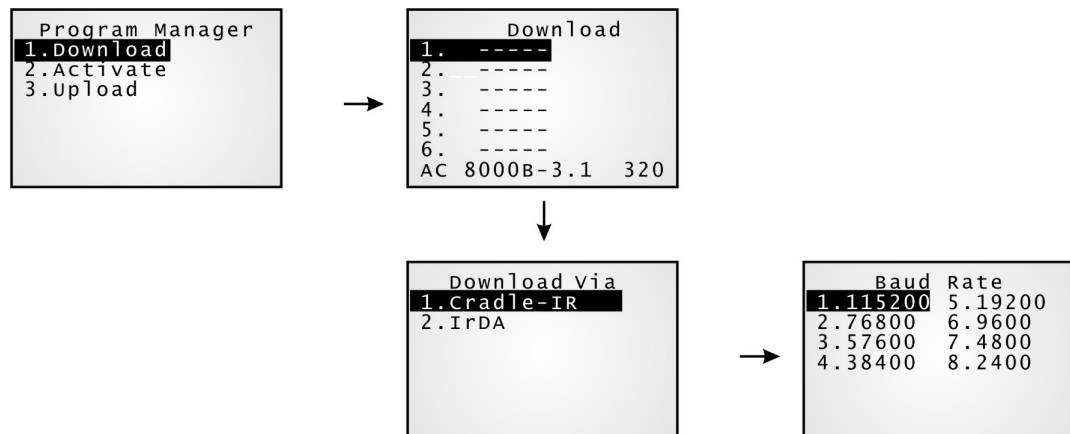 Program Manager
1.Download
2.Activate
3.Upload
Download
1. -----
2. -----
3. -----
4. -----
5. -----
6. -----
AC 8000B-3.1 320
Download Via
1.Cradle-IR
2.IrDA
Baud Rate
1.115200 5.19200
2.76800 6.9600
3.57600 7.4800
4.38400 8.2400